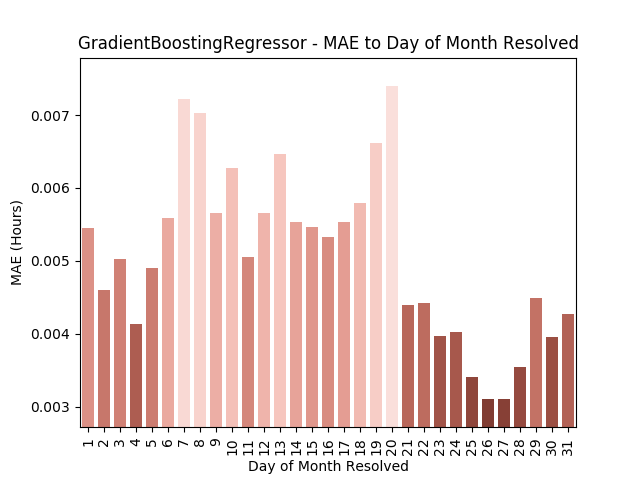 GradientBoostingRegressor - MAE to Day of Month Resolved
0.007
0.006
0.005
0.004
0.003
MAE (Hours)
1 2 3 4 5 6 7 8 9 10 11 12 13 14 15 16 17 18 19 20 21 22 23 24 25 26 27 28 29 30 31
Day of Month Resolved